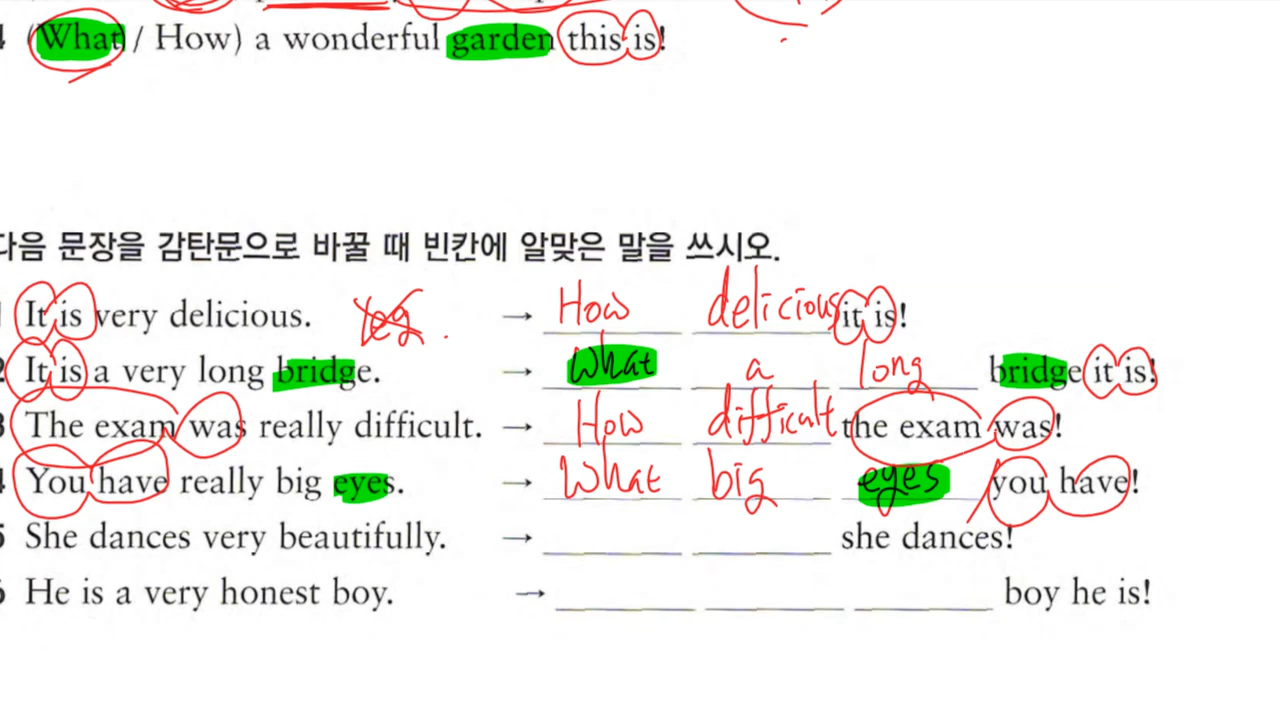 (What / How) a wonderful garden this is!
다음 문장을 감탄문으로 바꿀 때 빈칸에 알맞은 말을 쓰시오.
It is very delicious. → How delicious it is!
2 It is a very long bridge. → What a long bridge it is!
3 The exam was really difficult. → How difficult the exam was!
4 You have really big eyes. → What big eyes you have!
5 She dances very beautifully. → she dances!
He is a very honest boy. → boy he is!